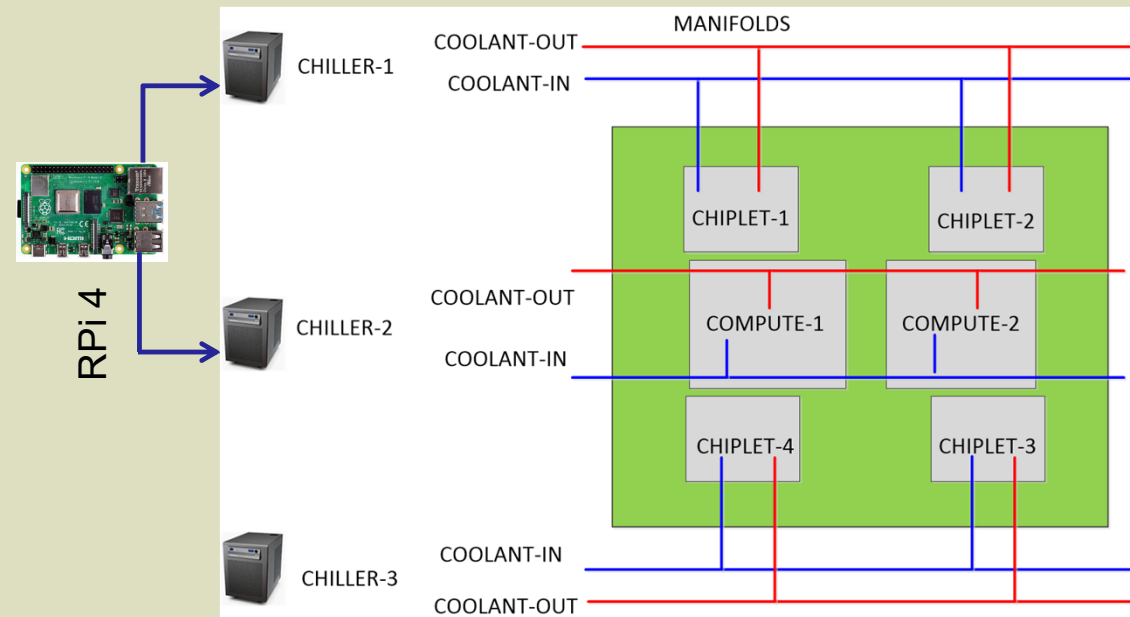 MANIFOLDS
COOLANT-OUT
CHILLER-1
COOLANT-IN
CHIPLET-1
CHIPLET-2
RPi 4
COOLANT-OUT
CHILLER-2
COMPUTE-1
COMPUTE-2
COOLANT-IN
CHIPLET-4
CHIPLET-3
CHILLER-3
COOLANT-IN
COOLANT-OUT
HDMI